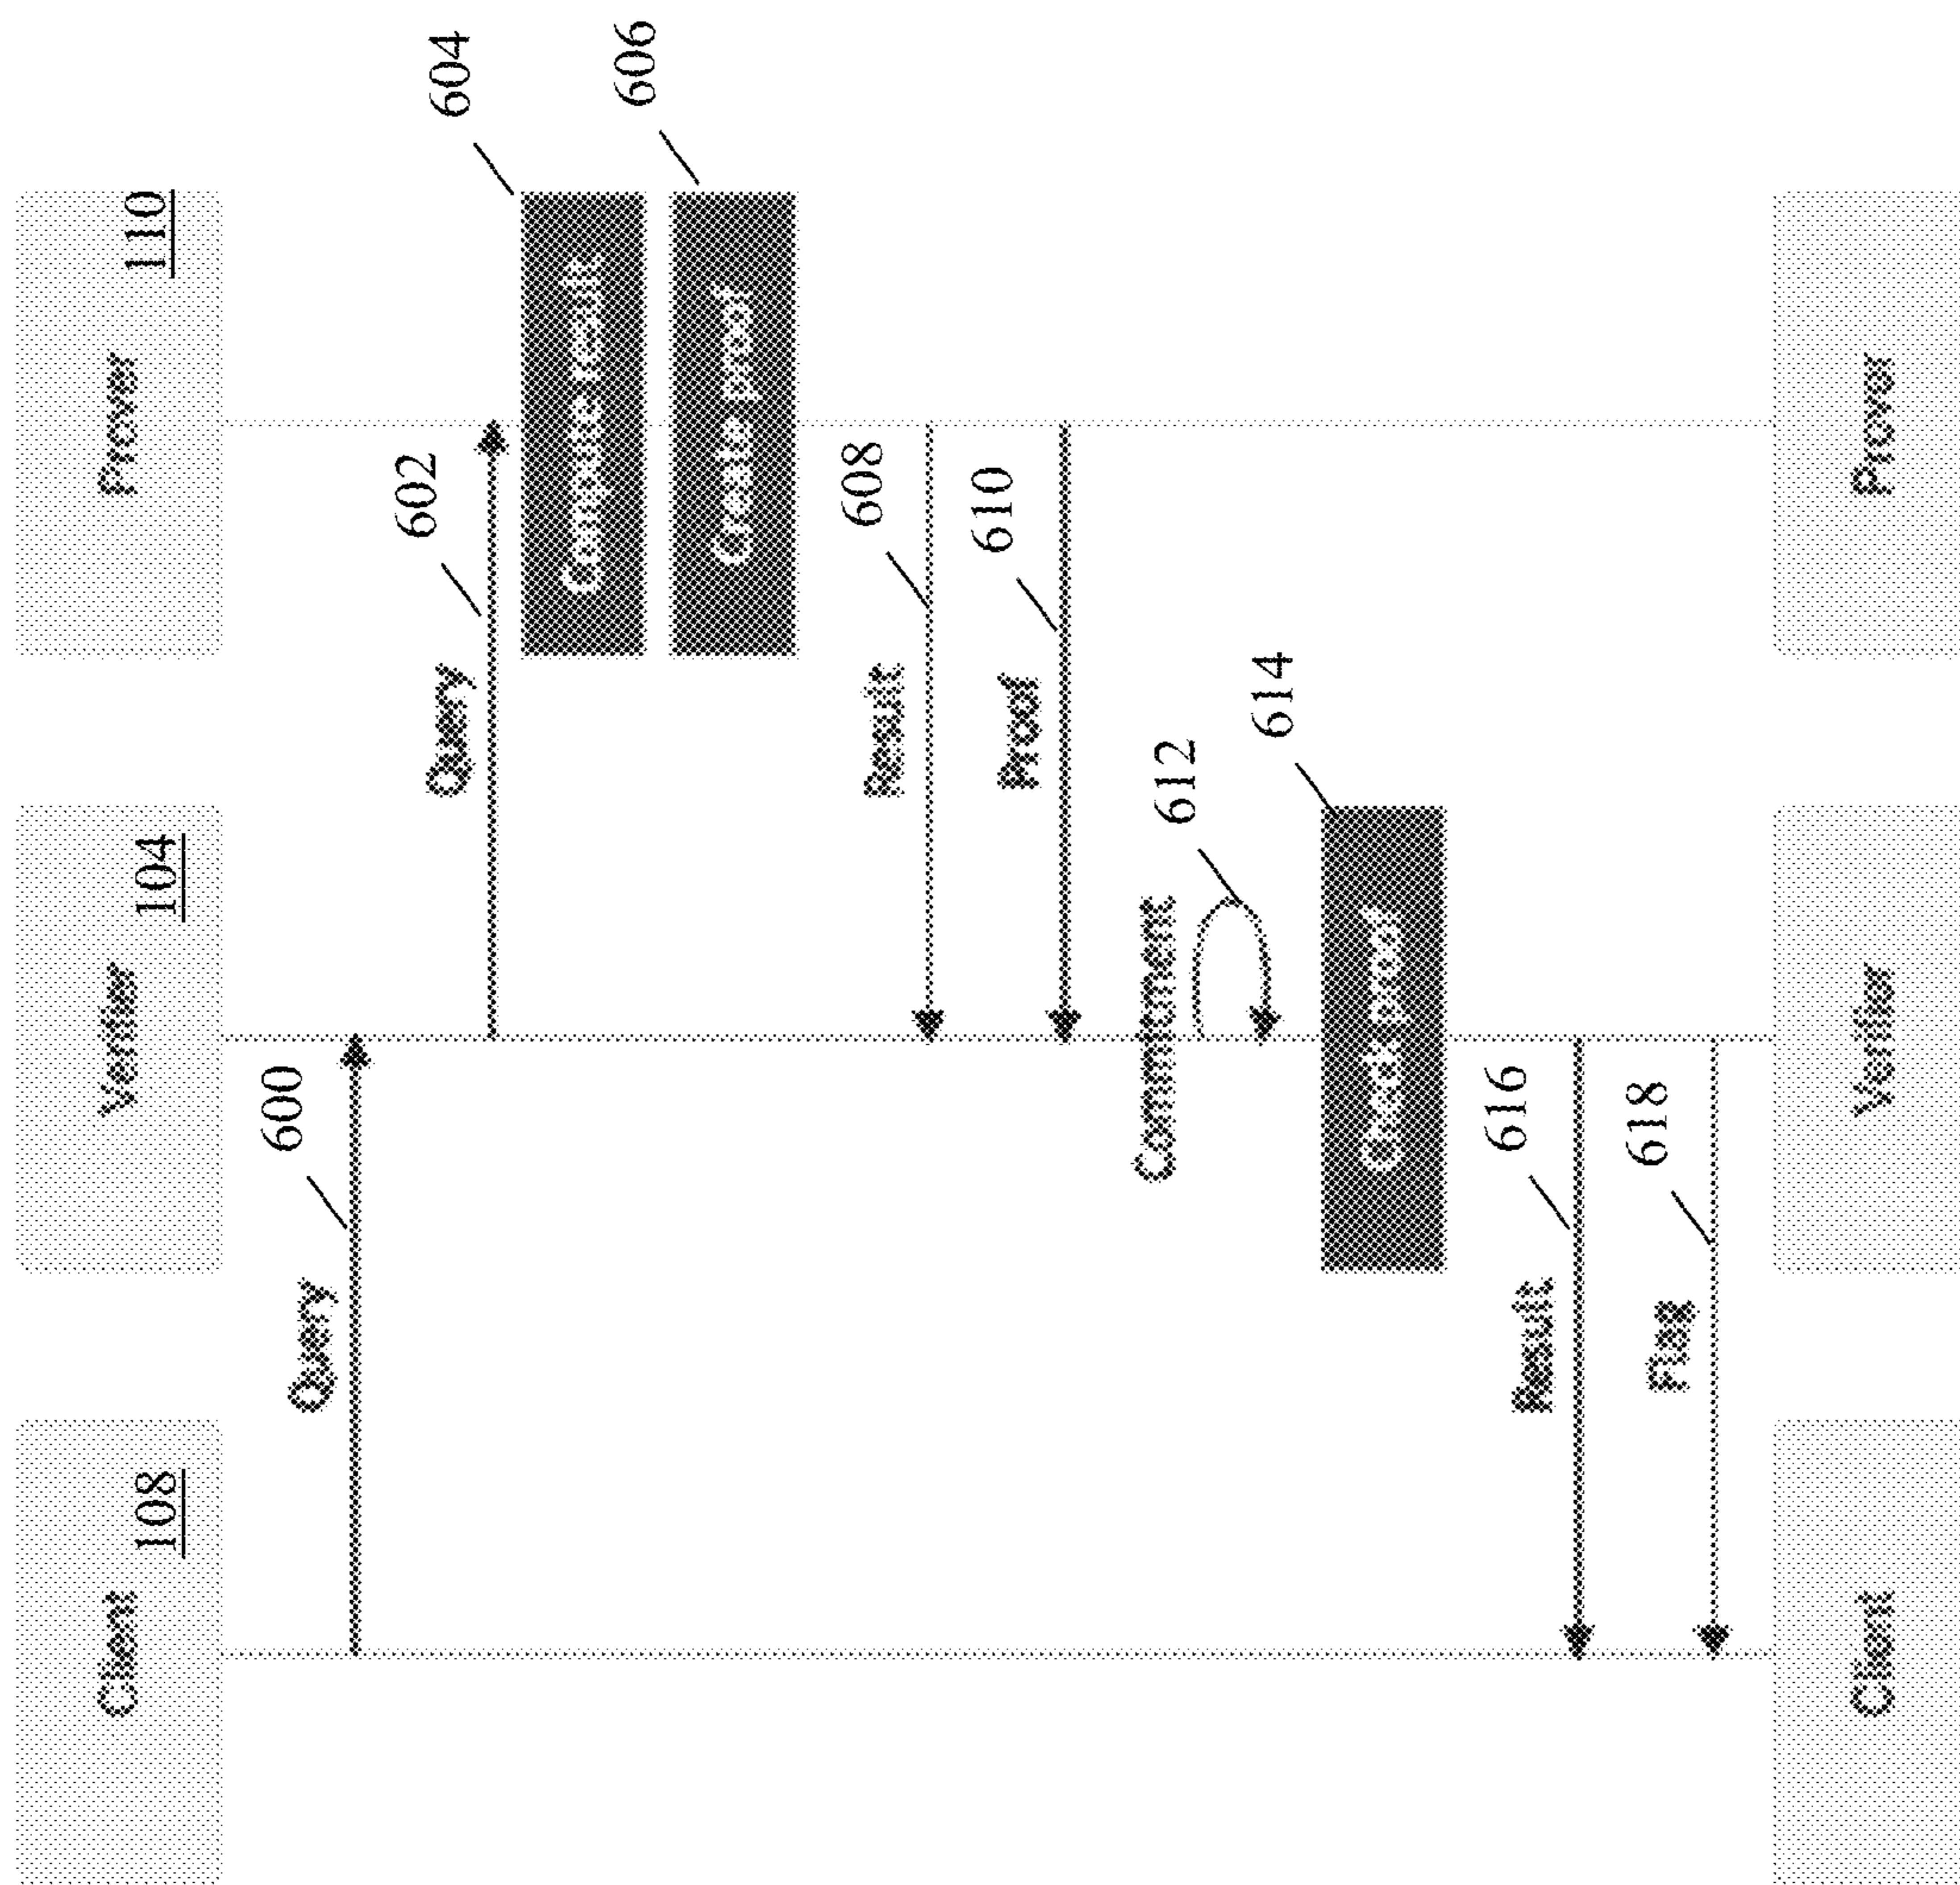 Client
108
Verifier
104
Prover
110
Query
600
Query
602
Compute result
604
Create proof
606
Result
608
Proof
610
Commitment
612
Check proof
614
Result
616
Flag
618
Client
Verifier
Prover